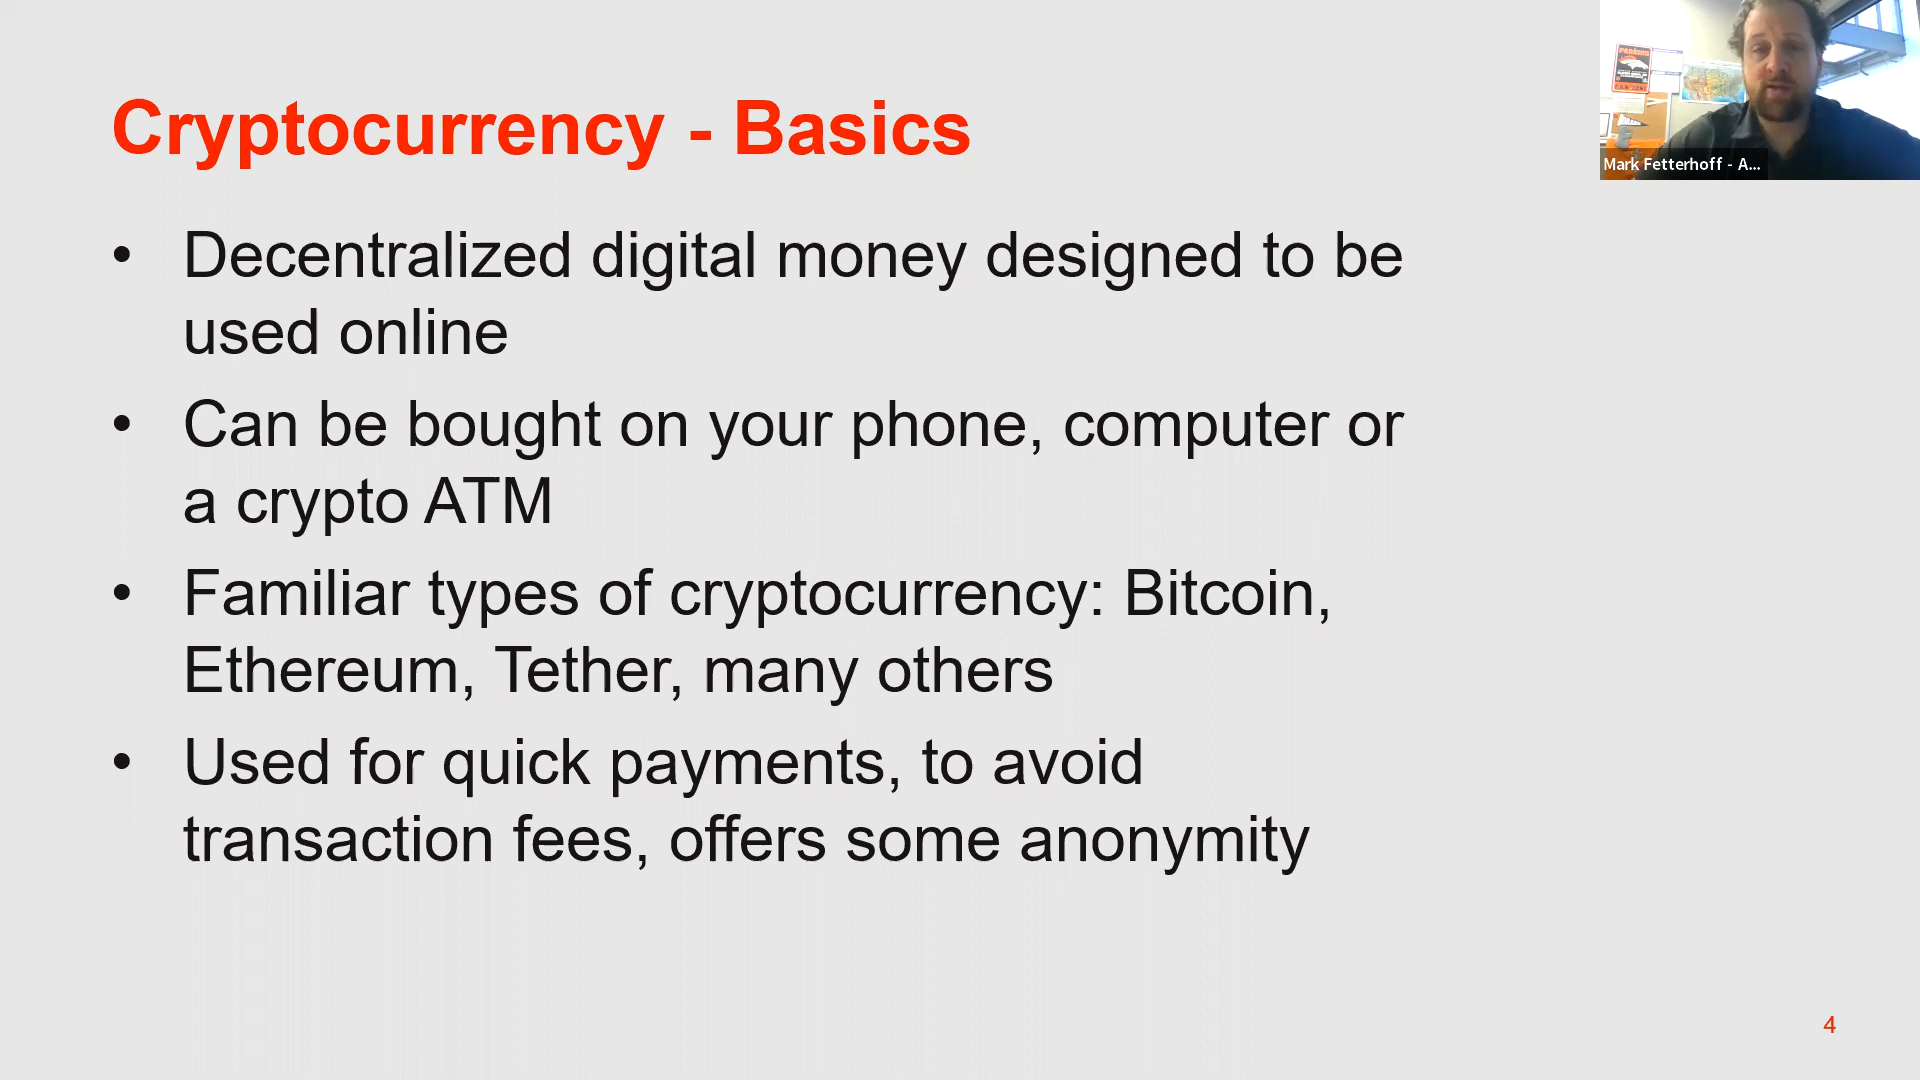 Cryptocurrency - Basics
• Decentralized digital money designed to be
used online
• Can be bought on your phone, computer or
a crypto ATM
• Familiar types of cryptocurrency: Bitcoin,
Ethereum, Tether, many others
• Used for quick payments, to avoid
transaction fees, offers some anonymity
4
PARKING
Mark Fetterhoff - A...